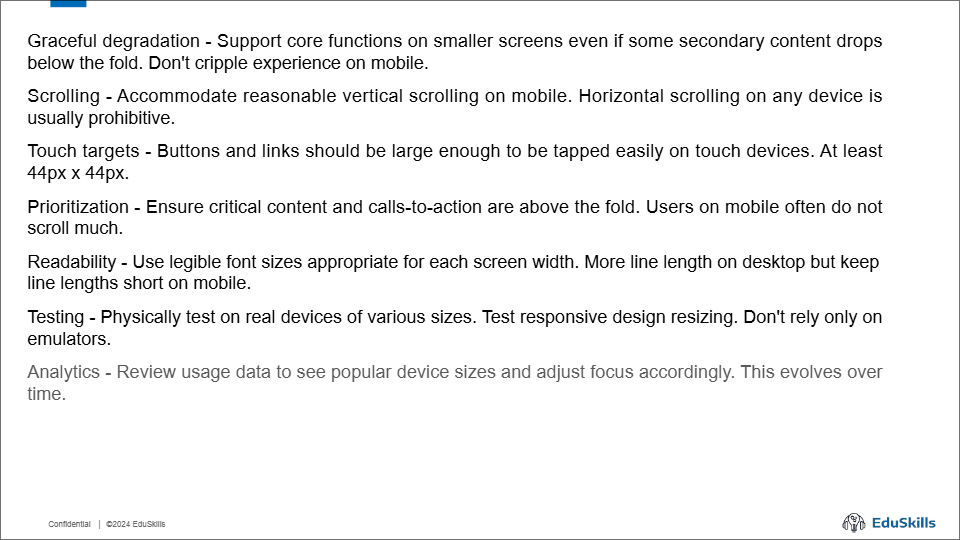 Graceful degradation - Support core functions on smaller screens even if some secondary content drops
below the fold. Don't cripple experience on mobile.
Scrolling - Accommodate reasonable vertical scrolling on mobile. Horizontal scrolling on any device is
usually prohibitive.
Touch targets - Buttons and links should be large enough to be tapped easily on touch devices. At least
44px x 44px.
Prioritization - Ensure critical content and calls-to-action are above the fold. Users on mobile often do not
scroll much.
Readability - Use legible font sizes appropriate for each screen width. More line length on desktop but keep
line lengths short on mobile.
Testing - Physically test on real devices of various sizes. Test responsive design resizing. Don't rely only on
emulators.
Analytics - Review usage data to see popular device sizes and adjust focus accordingly. This evolves over
time.
Confidential | ©2024 EduSkills
EduSkills